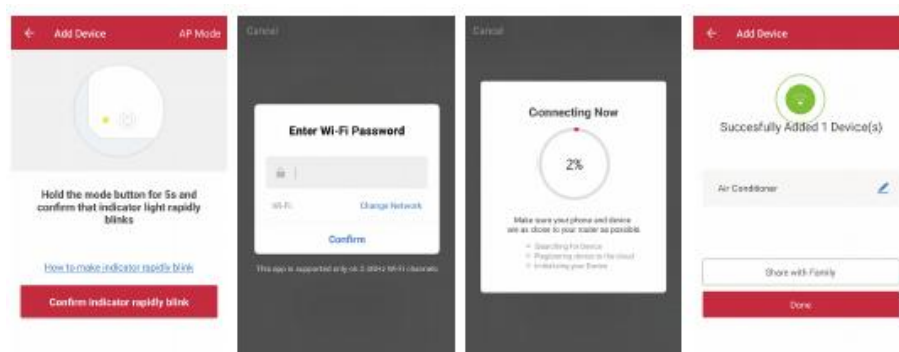 Add Device
AP Mode
Hold the mode button for 5s and
confirm that indicator light rapidly
blinks
How to make indicator rapidly blink
Confirm indicator rapidly blink
Cancel
Enter Wi-Fi Password
Wi-Fi
Change Network
Confirm
This app is supported only on 2.4GHz Wi-Fi channels
Cancel
Connecting Now
2%
Make sure your phone and device
are as close to your router as possible
Searching for Device
Registering device to the cloud
Initializing your Device
Add Device
Succesfully Added 1 Device(s)
Air Conditioner
Share with Family
Done